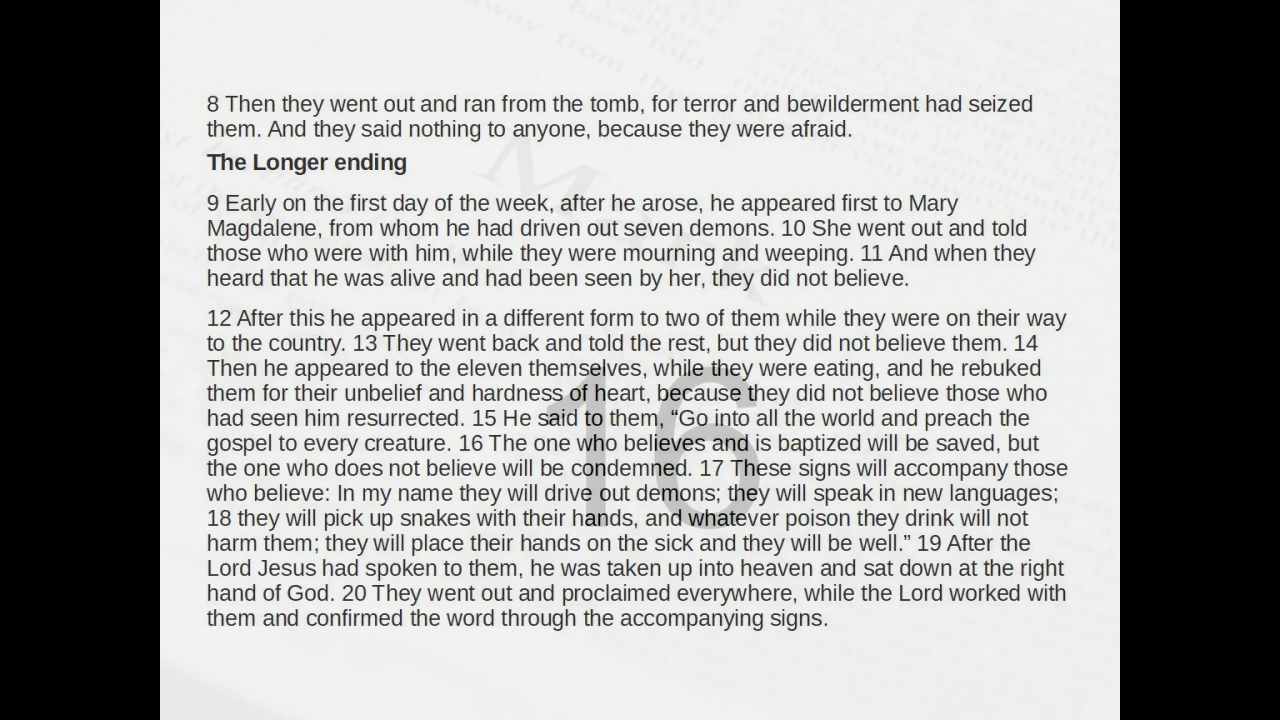 8 Then they went out and ran from the tomb, for terror and bewilderment had seized
them. And they said nothing to anyone, because they were afraid.
The Longer ending
9 Early on the first day of the week, after he arose, he appeared first to Mary
Magdalene, from whom he had driven out seven demons. 10 She went out and told
those who were with him, while they were mourning and weeping. 11 And when they
heard that he was alive and had been seen by her, they did not believe.
12 After this he appeared in a different form to two of them while they were on their way
to the country. 13 They went back and told the rest, but they did not believe them. 14
Then he appeared to the eleven themselves, while they were eating, and he rebuked
them for their unbelief and hardness of heart, because they did not believe those who
had seen him resurrected. 15 He said to them, “Go into all the world and preach the
gospel to every creature. 16 The one who believes and is baptized will be saved, but
the one who does not believe will be condemned. 17 These signs will accompany those
who believe: In my name they will drive out demons; they will speak in new languages;
18 they will pick up snakes with their hands, and whatever poison they drink will not
harm them; they will place their hands on the sick and they will be well.” 19 After the
Lord Jesus had spoken to them, he was taken up into heaven and sat down at the right
hand of God. 20 They went out and proclaimed everywhere, while the Lord worked with
them and confirmed the word through the accompanying signs.
Mark
16